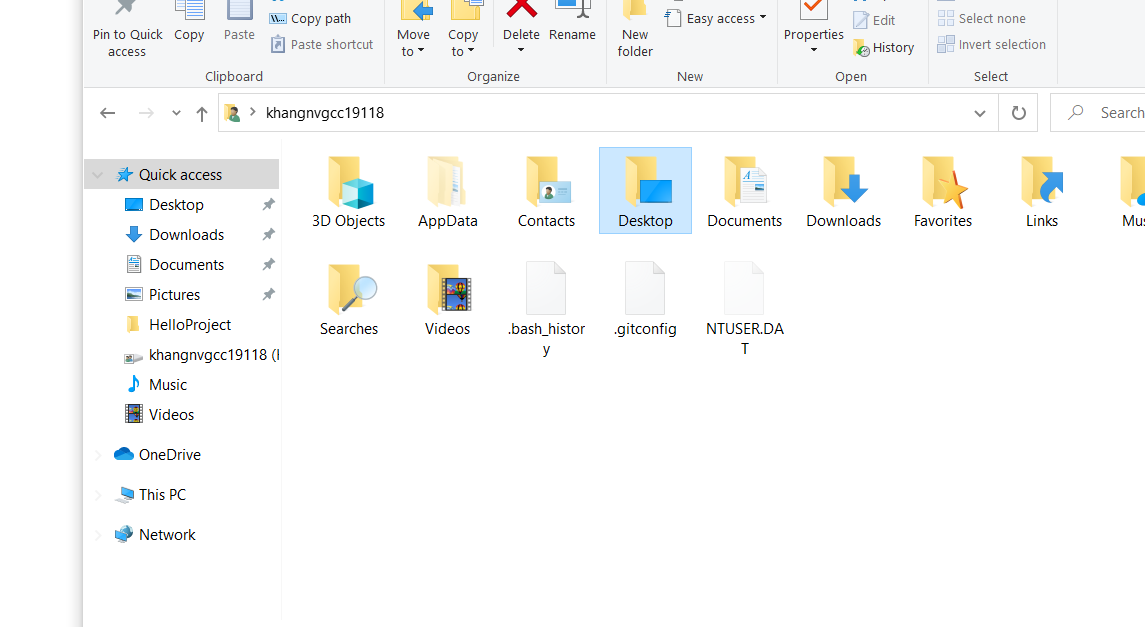 Copy path
Pin to Quick access
Copy
Paste
Paste shortcut
Clipboard
Move to
Copy to
Delete
Rename
Organize
New folder
Easy access
New
Properties
Edit
History
Open
Select none
Invert selection
Select
khangnvgcc19118
Search
Quick access
Desktop
Downloads
Documents
Pictures
HelloProject
khangnvgcc19118 (
Music
Videos
OneDrive
This PC
Network
3D Objects
AppData
Contacts
Desktop
Documents
Downloads
Favorites
Links
Searches
Videos
.bash_histor
y
.gitconfig
NTUSER.DA
T